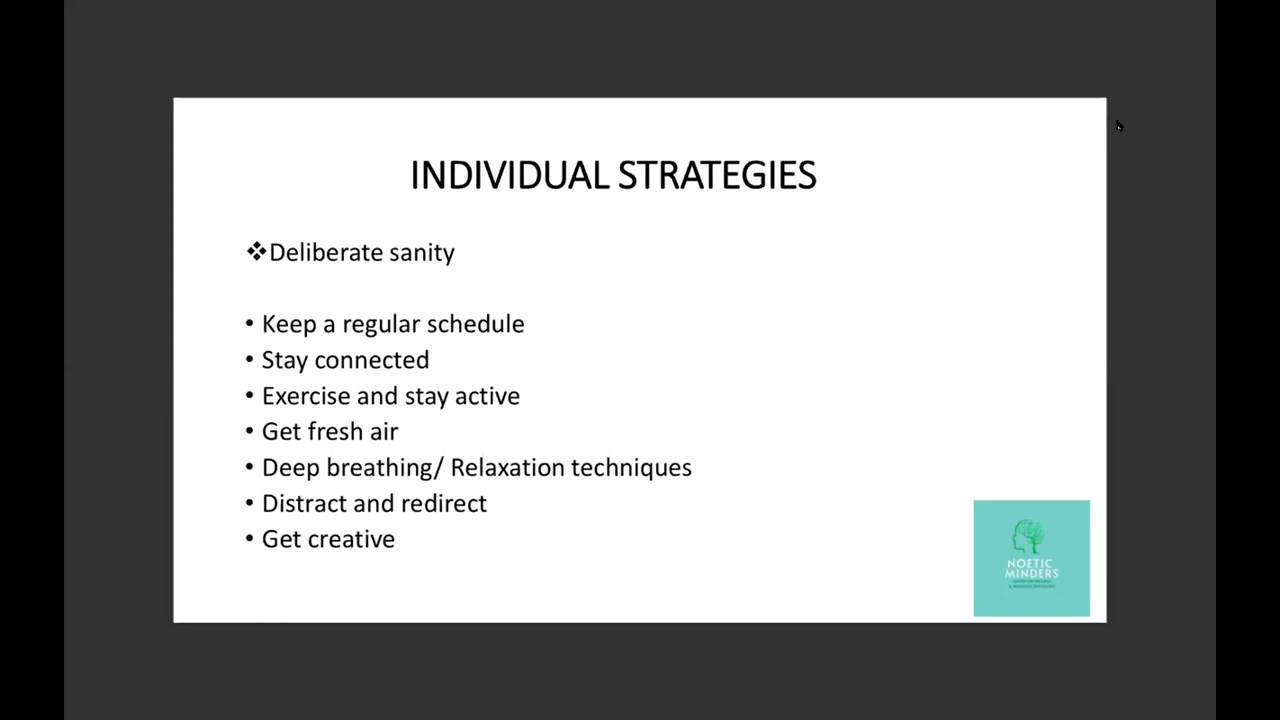 INDIVIDUAL STRATEGIES
❖Deliberate sanity
• Keep a regular schedule
• Stay connected
• Exercise and stay active
• Get fresh air
• Deep breathing/ Relaxation techniques
• Distract and redirect
• Get creative
NOETIC
MINDERS